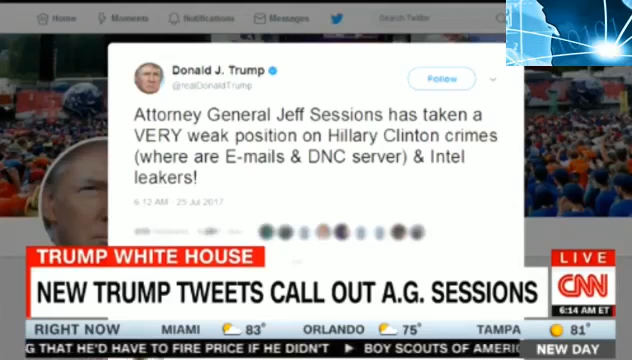 Home Moments Notifications Messages Search Twitter
Donald J. Trump
@realDonaldTrump
Follow
Attorney General Jeff Sessions has taken a
VERY weak position on Hillary Clinton crimes
(where are E-mails & DNC server) & Intel
leakers!
6:12 AM - 25 Jul 2017
TRUMP WHITE HOUSE
LIVE
NEW TRUMP TWEETS CALL OUT A.G. SESSIONS
CNN
6:14 AM ET
RIGHT NOW MIAMI 83° ORLANDO 75° TAMPA 81°
G THAT HE'D HAVE TO FIRE PRICE IF HE DIDN'T ▶ BOY SCOUTS OF AMERIC
NEW DAY